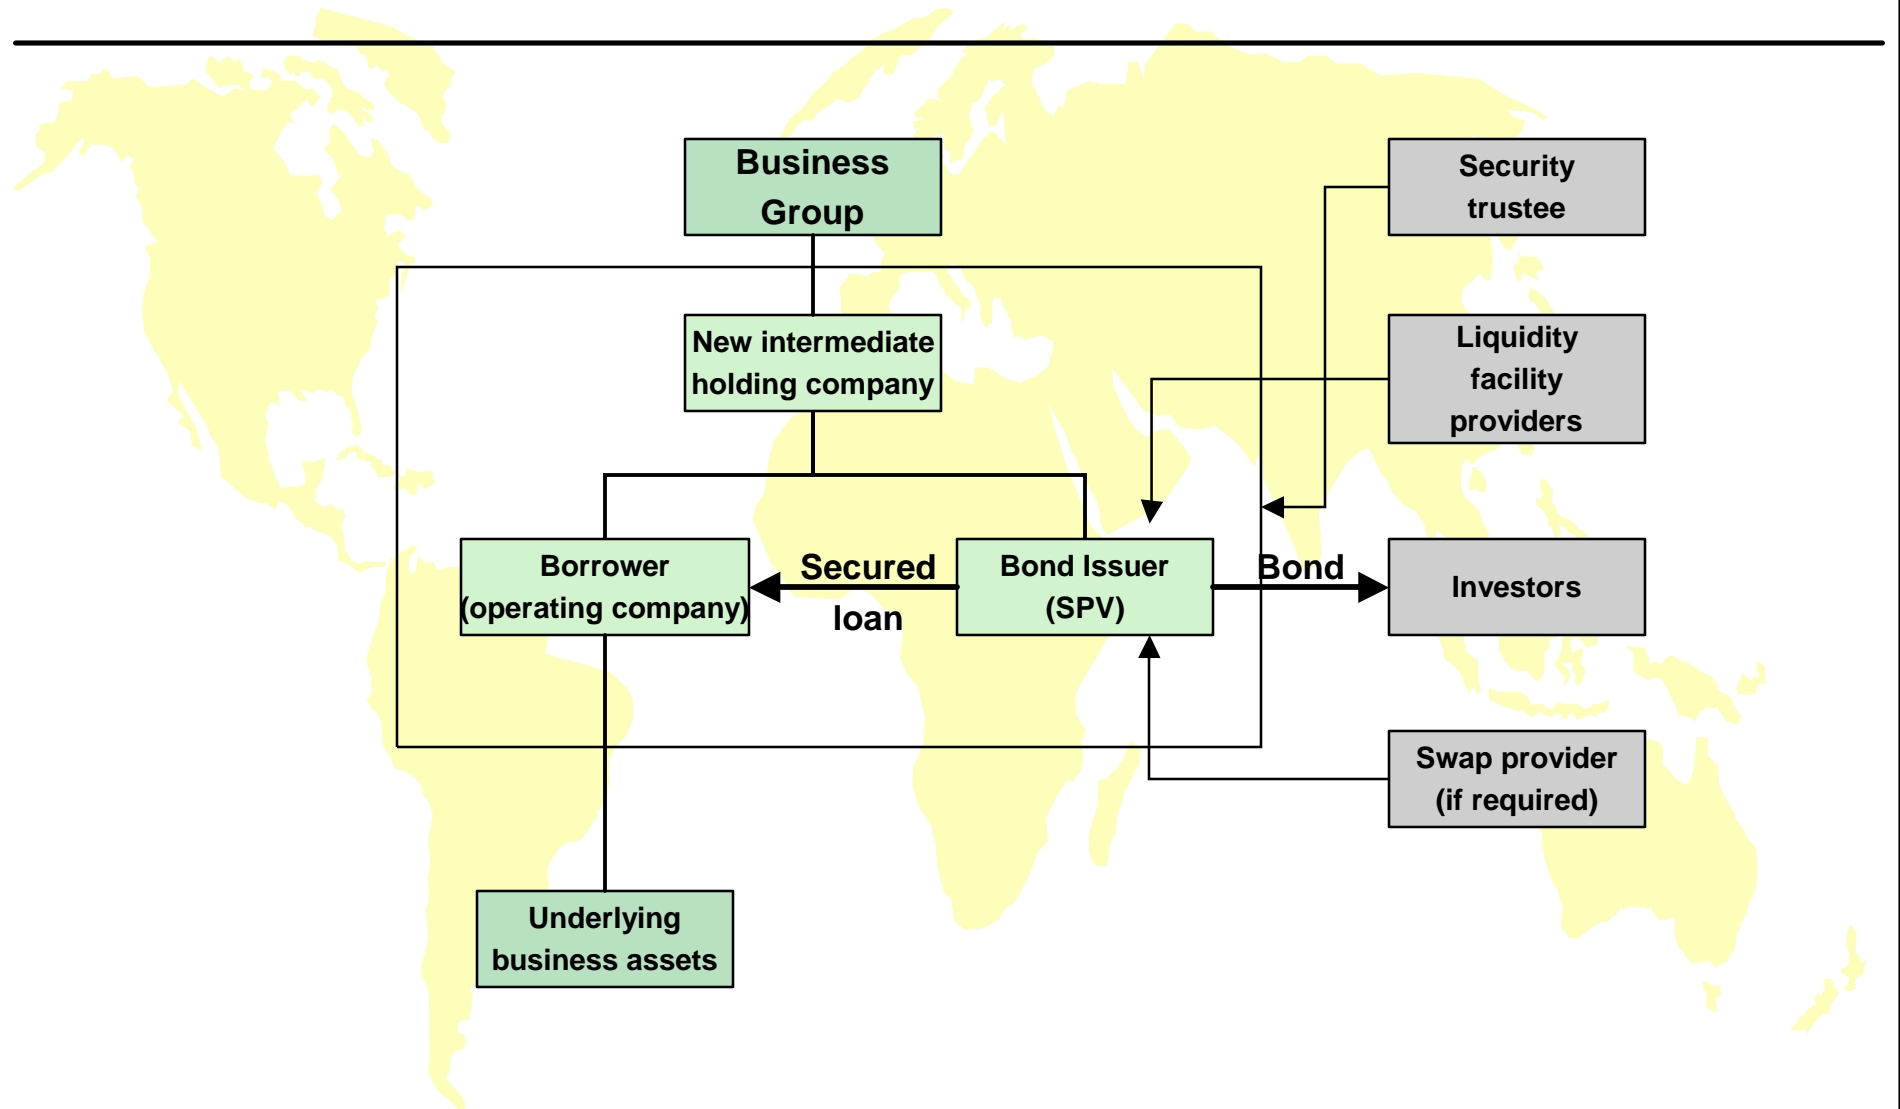 Business
Group
Security
trustee
New intermediate
holding company
Liquidity
facility
providers
Borrower
(operating company)
Secured
loan
Bond Issuer
(SPV)
Bond
Investors
Swap provider
(if required)
Underlying
business assets